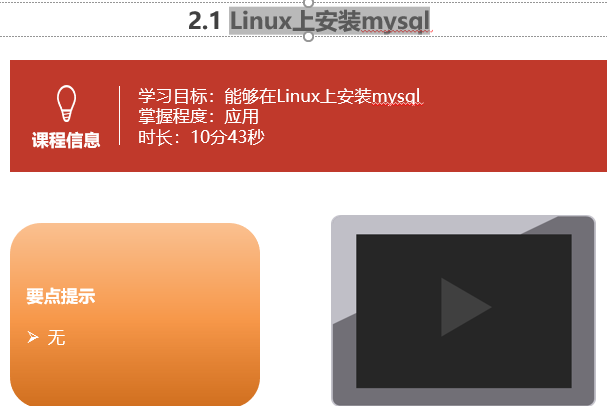 2.1 Linux上安装mysql
学习目标：能够在Linux上安装mysql
掌握程度：应用
时长：10分43秒
课程信息
要点提示
➢ 无